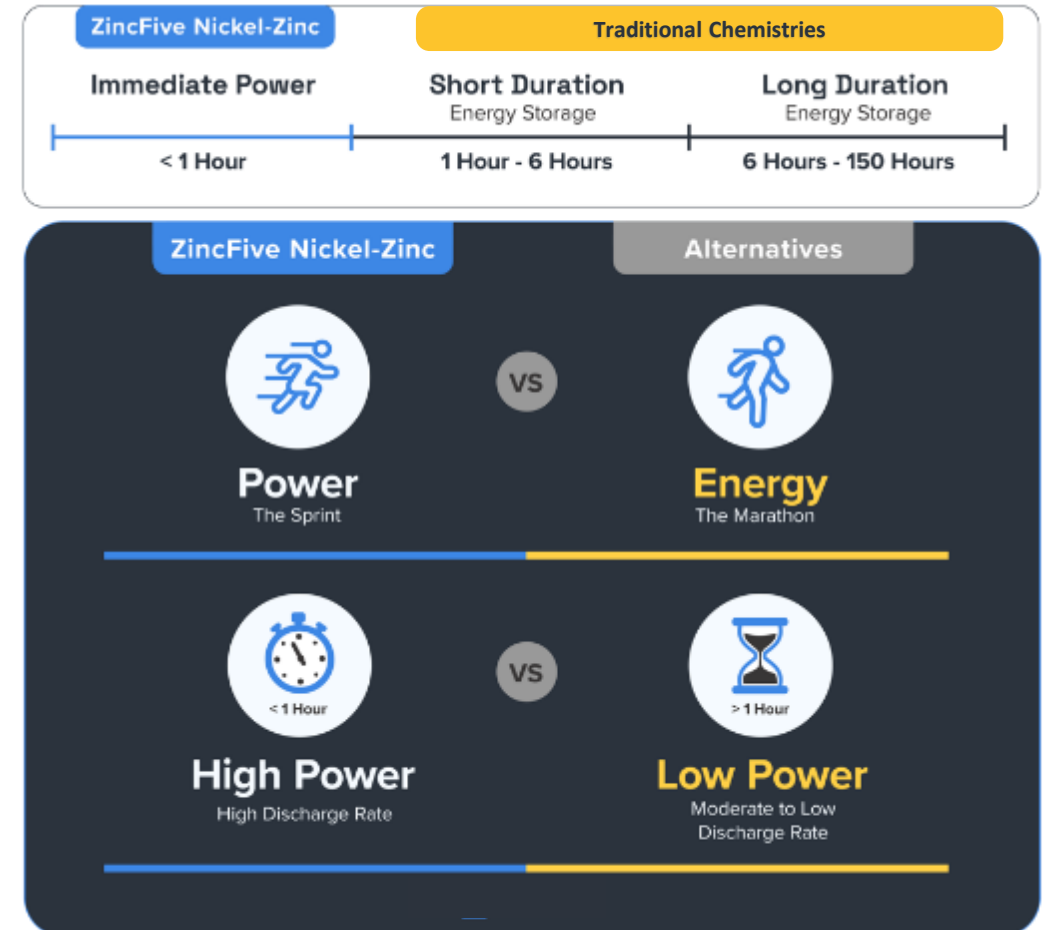 ZincFive Nickel-Zinc
Traditional Chemistries
Immediate Power
Short Duration
Energy Storage
Long Duration
Energy Storage
< 1 Hour
1 Hour - 6 Hours
6 Hours - 150 Hours
ZincFive Nickel-Zinc
Alternatives
VS
Power
The Sprint
Energy
The Marathon
< 1 Hour
VS
> 1 Hour
High Power
High Discharge Rate
Low Power
Moderate to Low
Discharge Rate